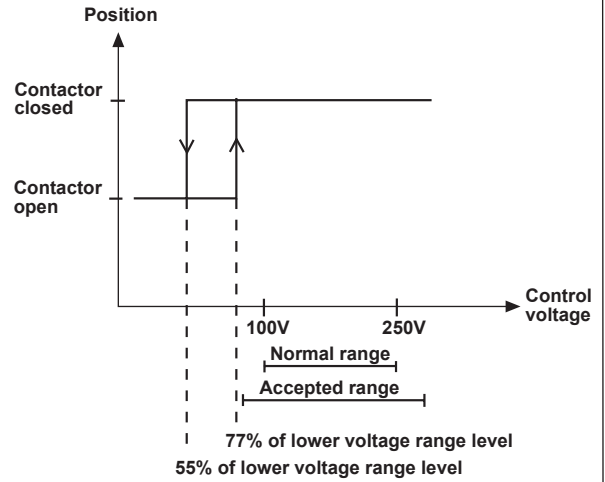 Position
Contactor
closed
Contactor
open
Control
voltage
100V
250V
Normal range
Accepted range
77% of lower voltage range level
55% of lower voltage range level